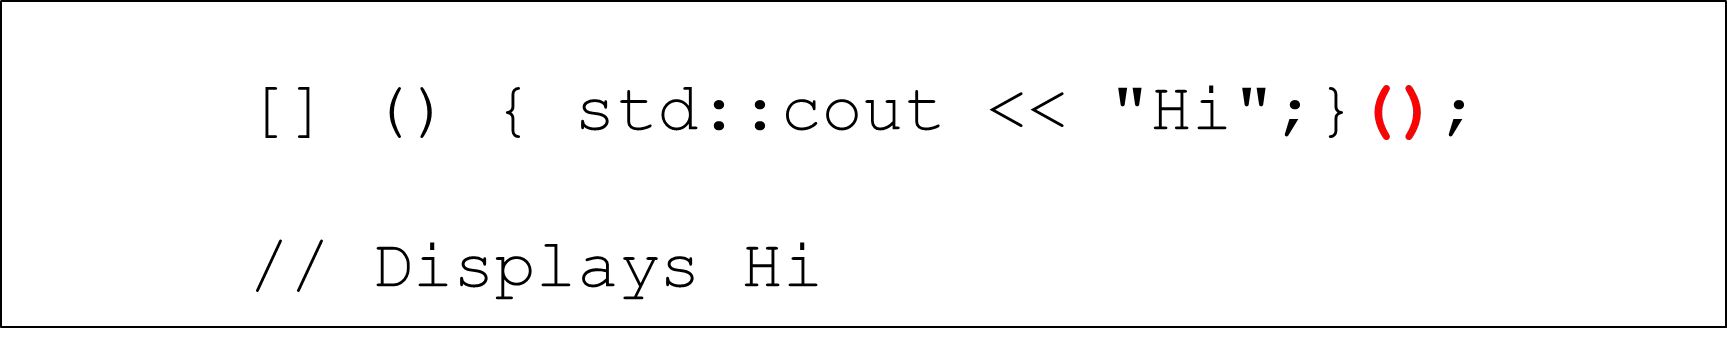 [] () { std::cout << "Hi";}();
// Displays Hi